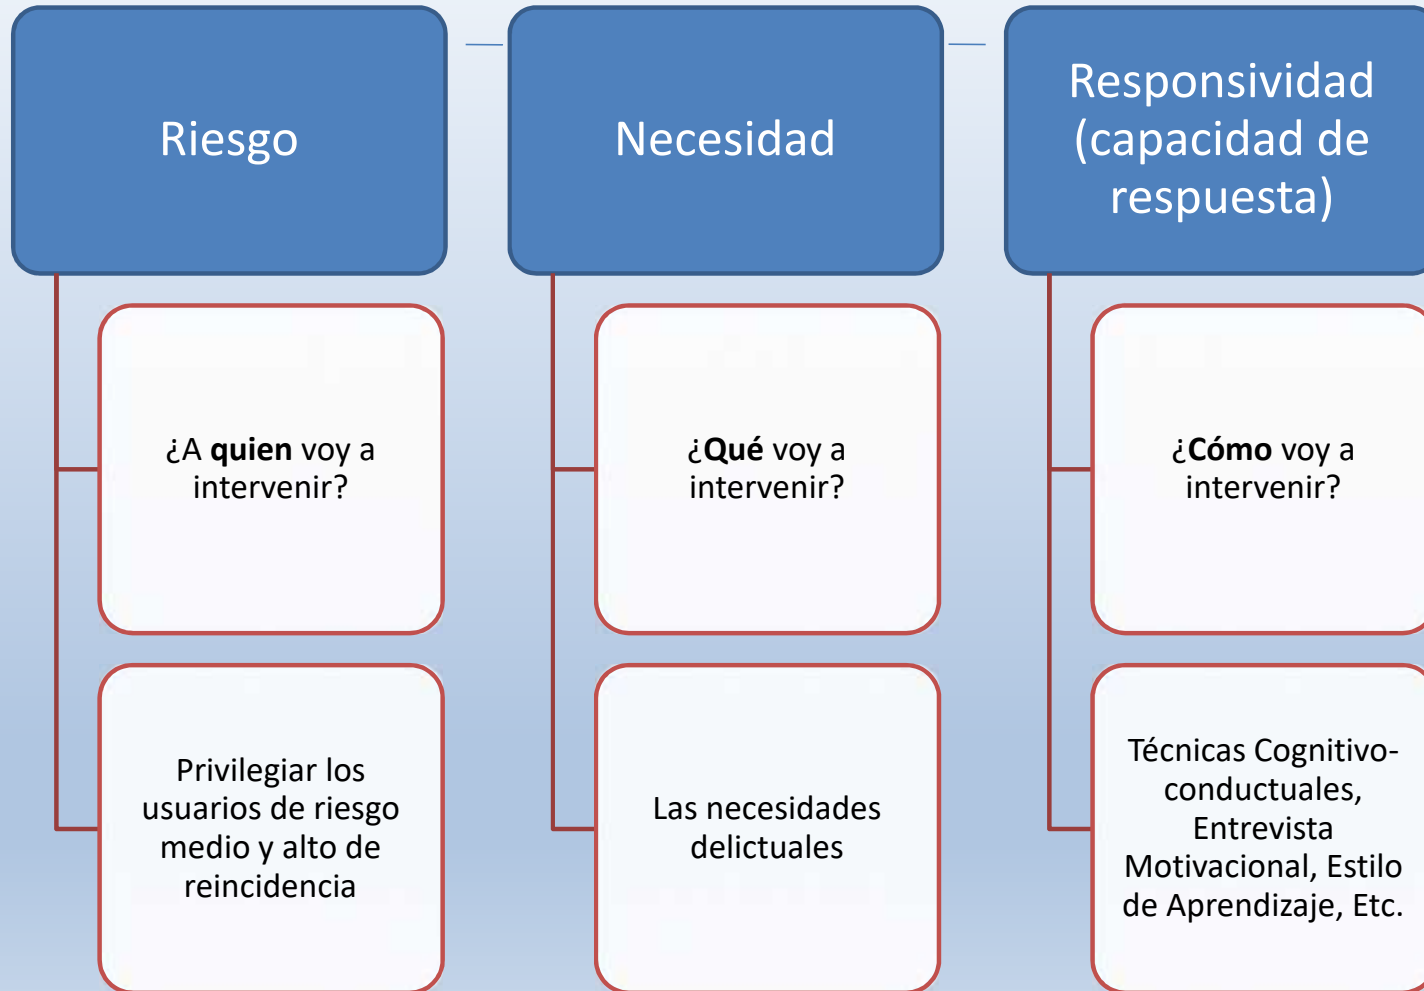 Riesgo
¿A quien voy a
intervenir?
Privilegiar los
usuarios de riesgo
medio y alto de
reincidencia
Necesidad
¿Qué voy a
intervenir?
Las necesidades
delictuales
Responsividad
(capacidad de
respuesta)
¿Cómo voy a
intervenir?
Técnicas Cognitivo-
conductuales,
Entrevista
Motivacional, Estilo
de Aprendizaje, Etc.